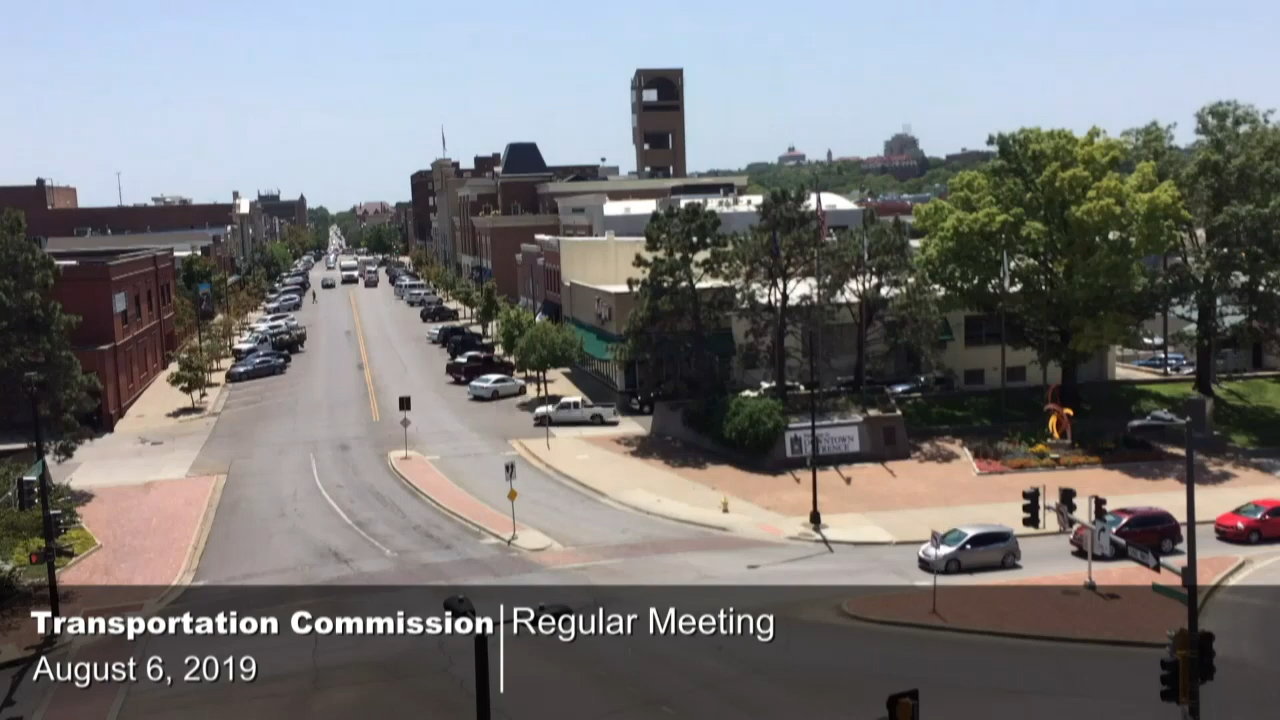 DOWNTOWN
Transportation Commission
Regular Meeting
August 6, 2019